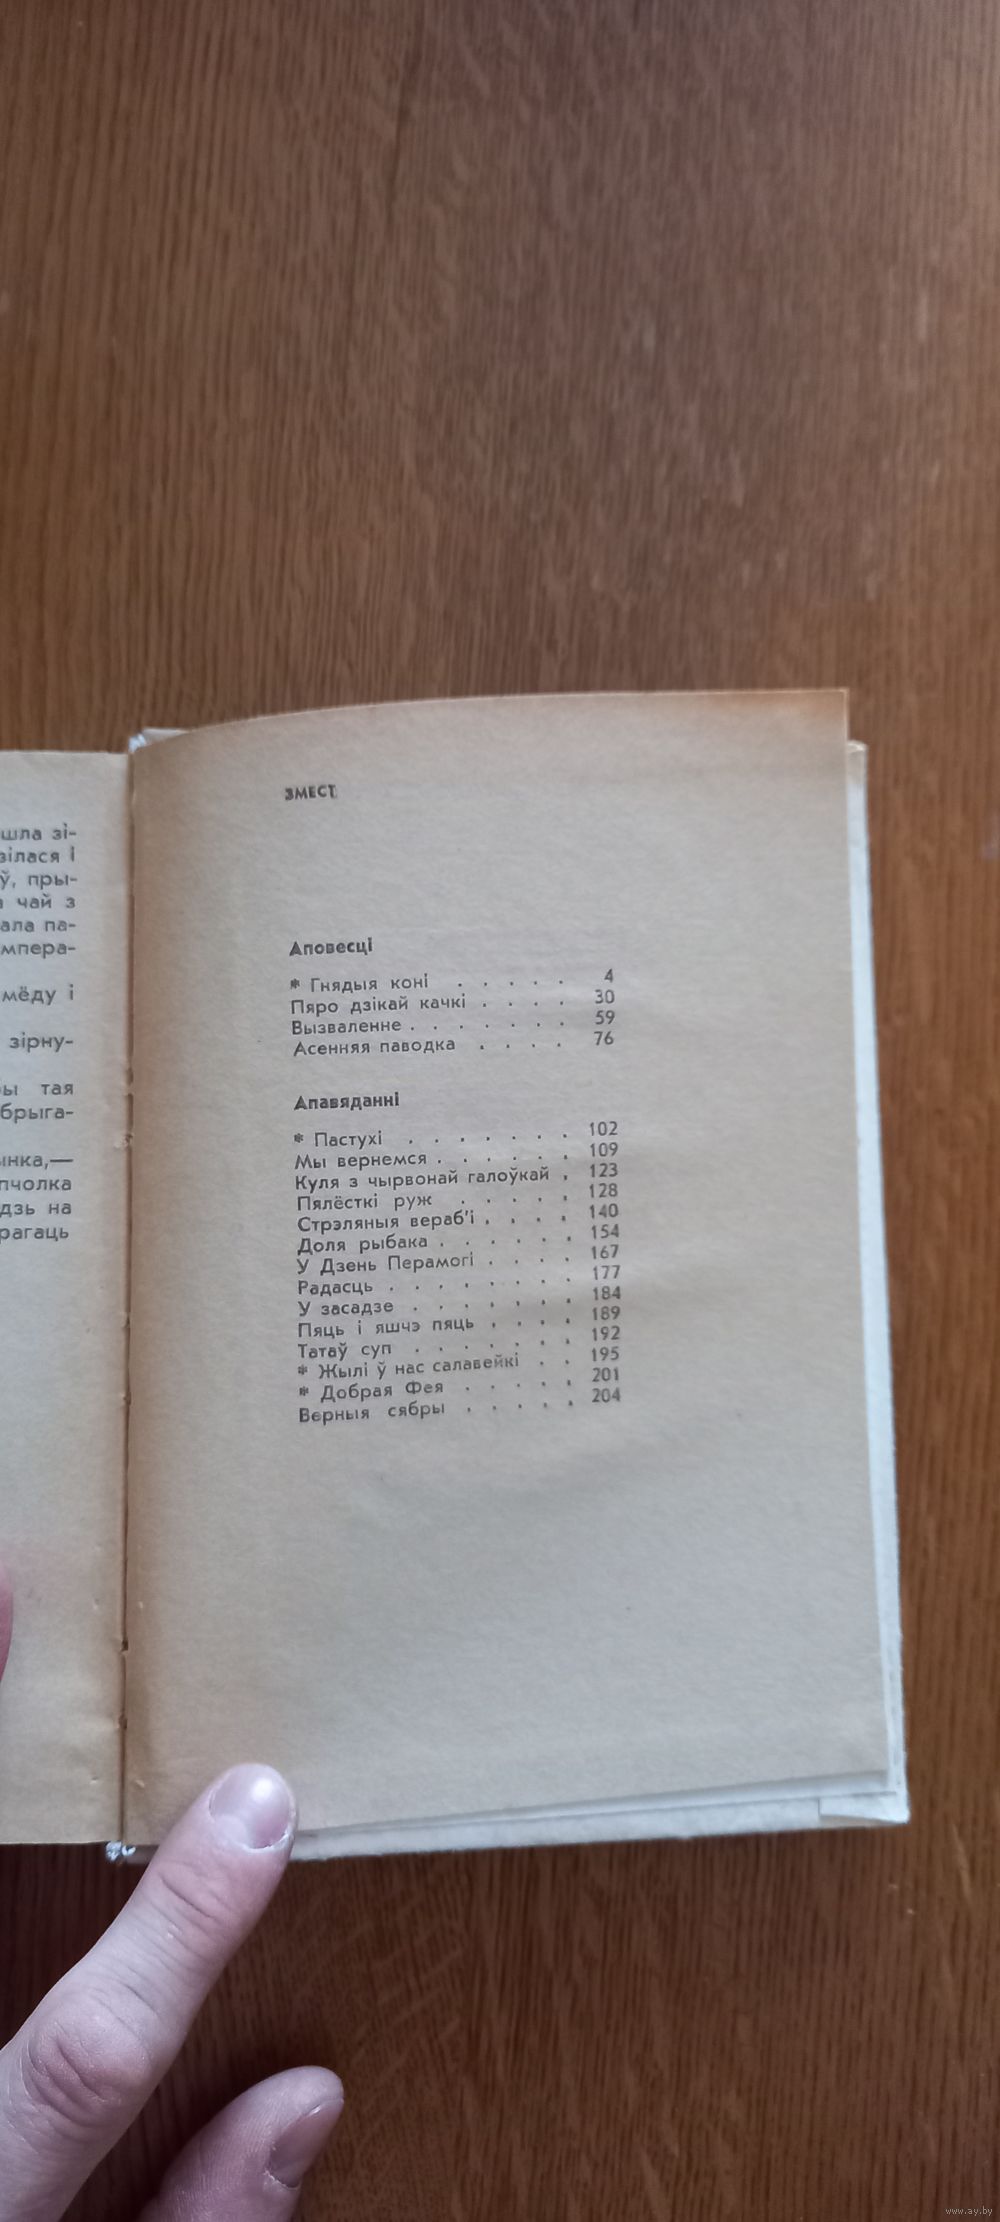 шла зі-
зілася і
ў, пры-
чай з
ала па-
мпера-
мёду і
зірну-
ы тая
брыга-
ынка,—
пчолка
дзь на
рагаць
ЗМЕСТ
Аповесці
* Гнядыя коні . . . . . 4
Пяро дзікай качкі . . . . 30
Вызваленне . . . . . . . 59
Асенняя паводка . . . . 76
Апавяданні
* Пастухі . . . . . . . 102
Мы вернемся . . . . . . 109
Куля з чырвонай галоўкай . 123
Пялёсткі руж . . . . . 128
Стрэляныя вераб'і . . . . 140
Доля рыбака . . . . . . 154
У Дзень Перамогі . . . . 167
Радасць . . . . . . . . 177
У засадзе . . . . . . . 184
Пяць і яшчэ пяць . . . . 189
Татаў суп . . . . . . . 192
* Жылі ў нас салавейкі . . 195
* Добрая Фея . . . . . 201
Верныя сябры . . . . . 204
www.ay.by